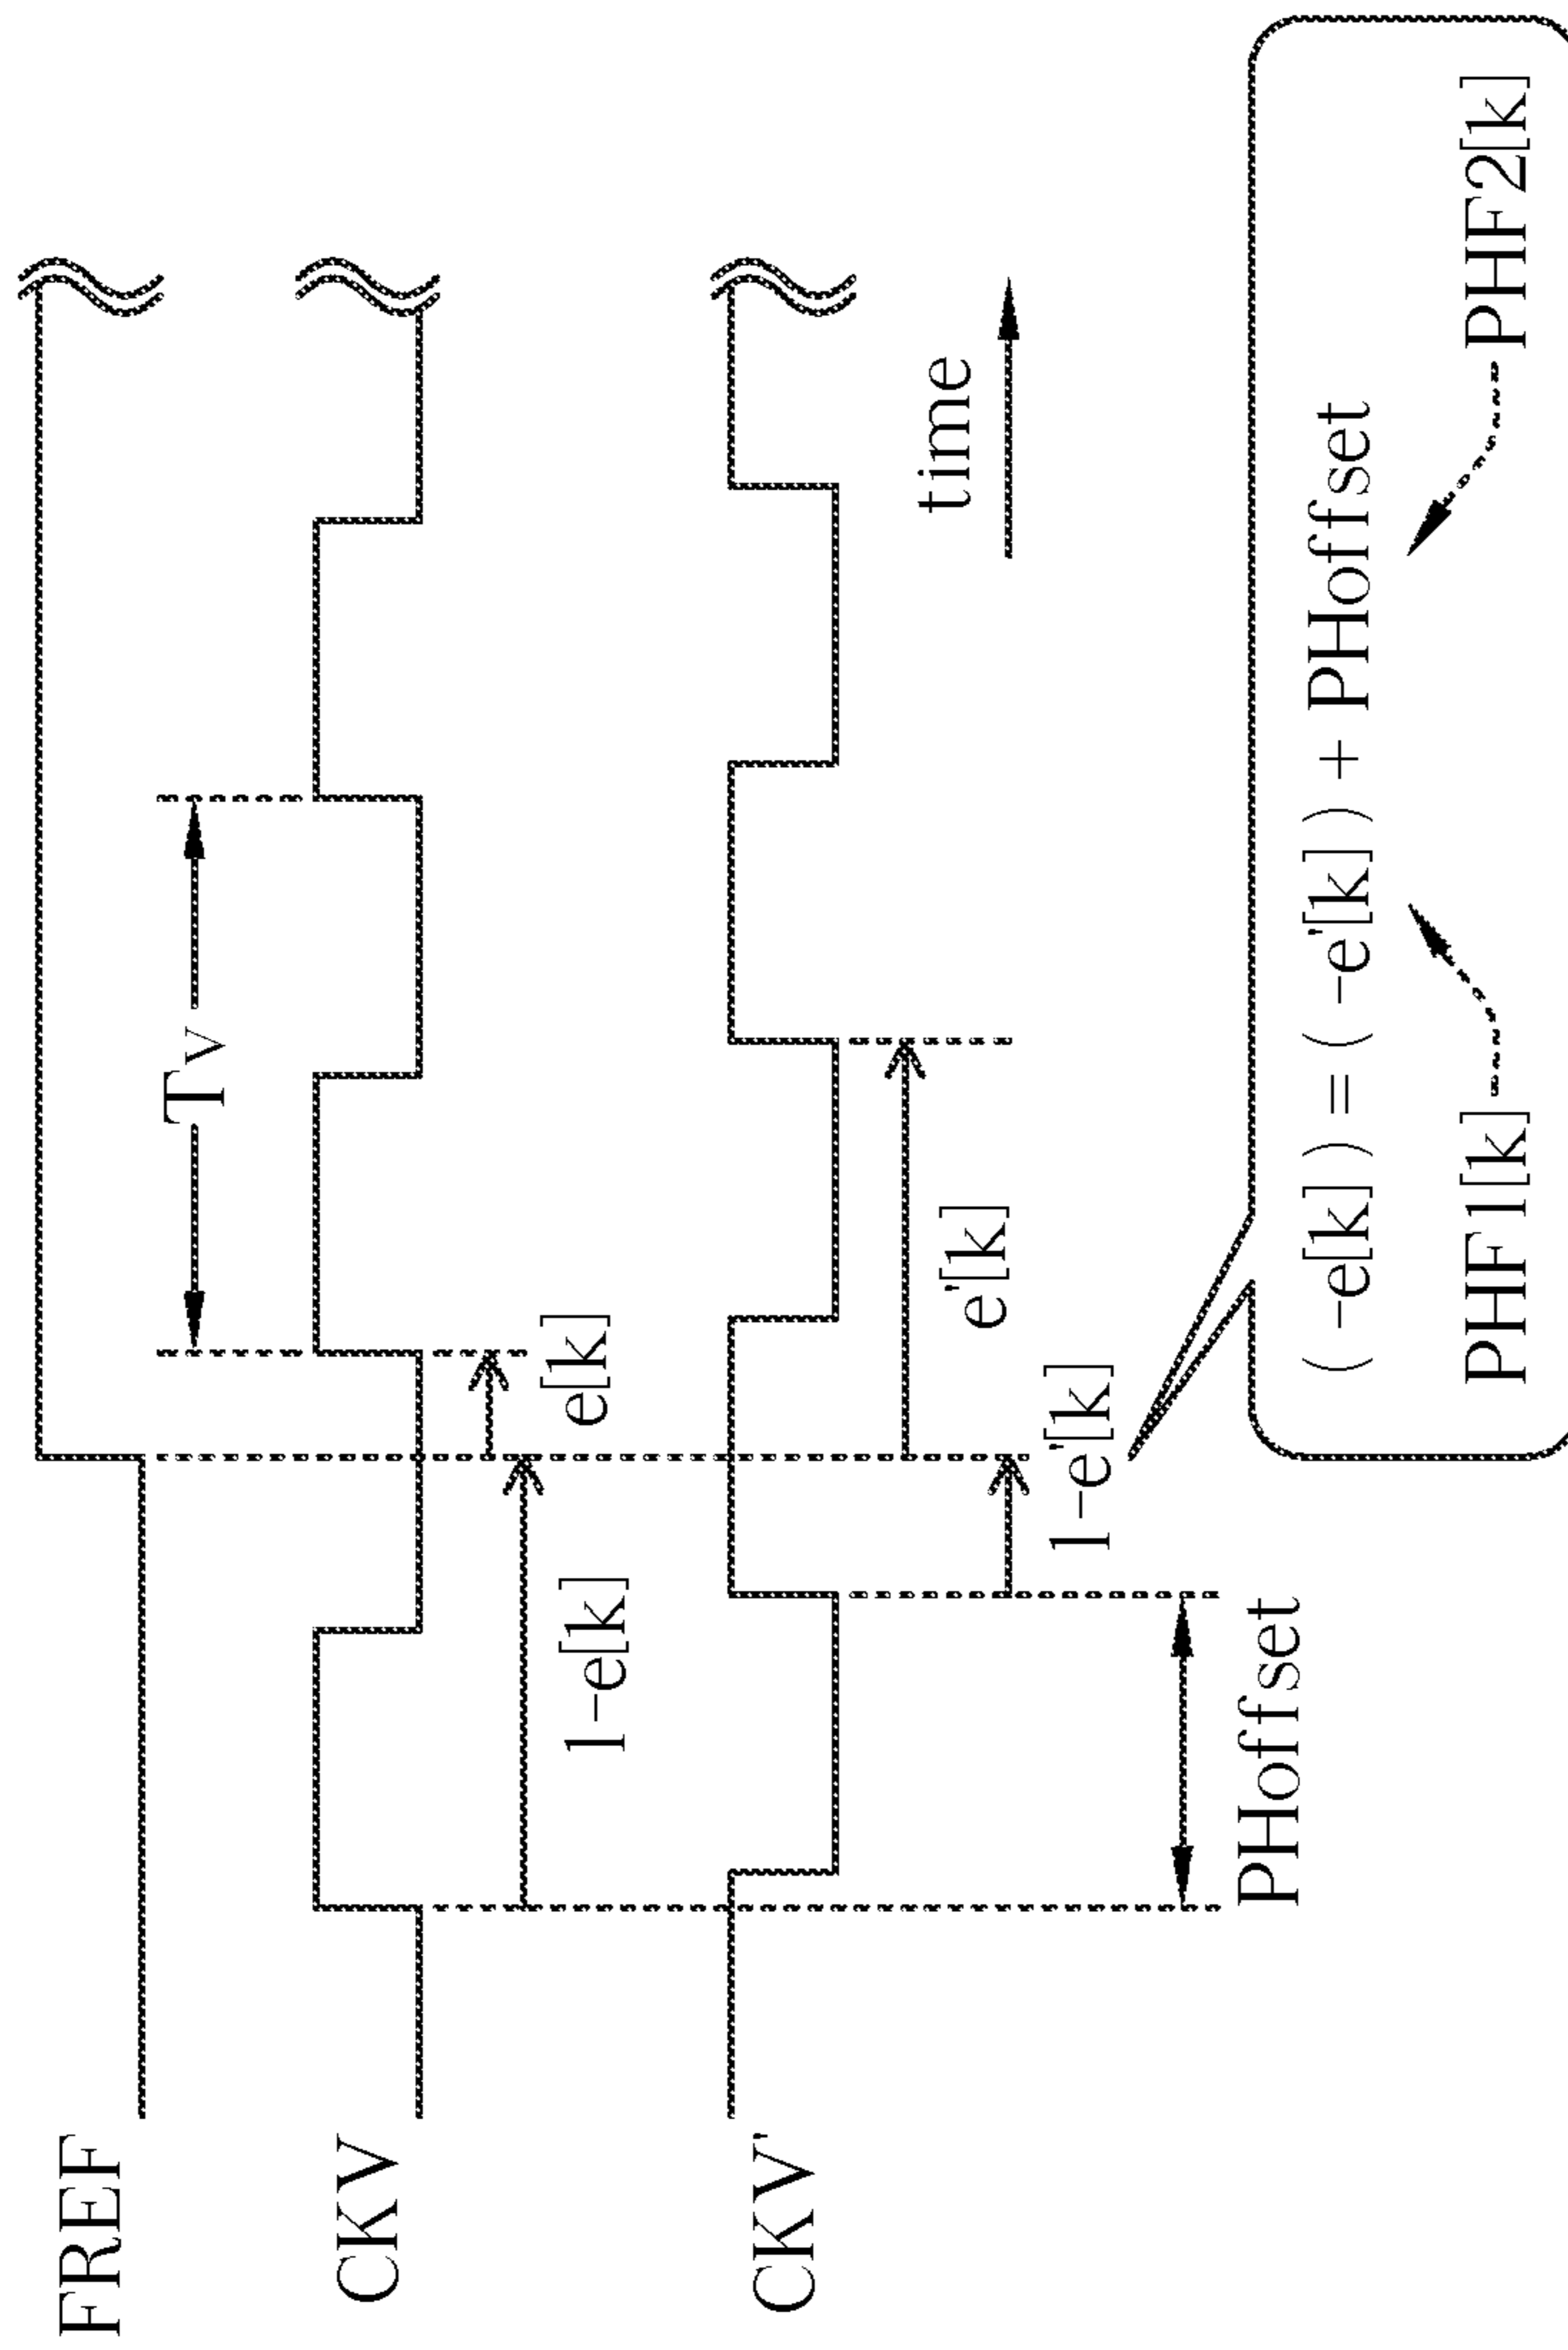 FREF
Tv
CKV
e[k]
1-e[k]
CKV'
e'[k]
time
1-e'[k]
PHoffset
(-e[k]) = (-e'[k]) + PHoffset
PHF1[k]
PHF2[k]